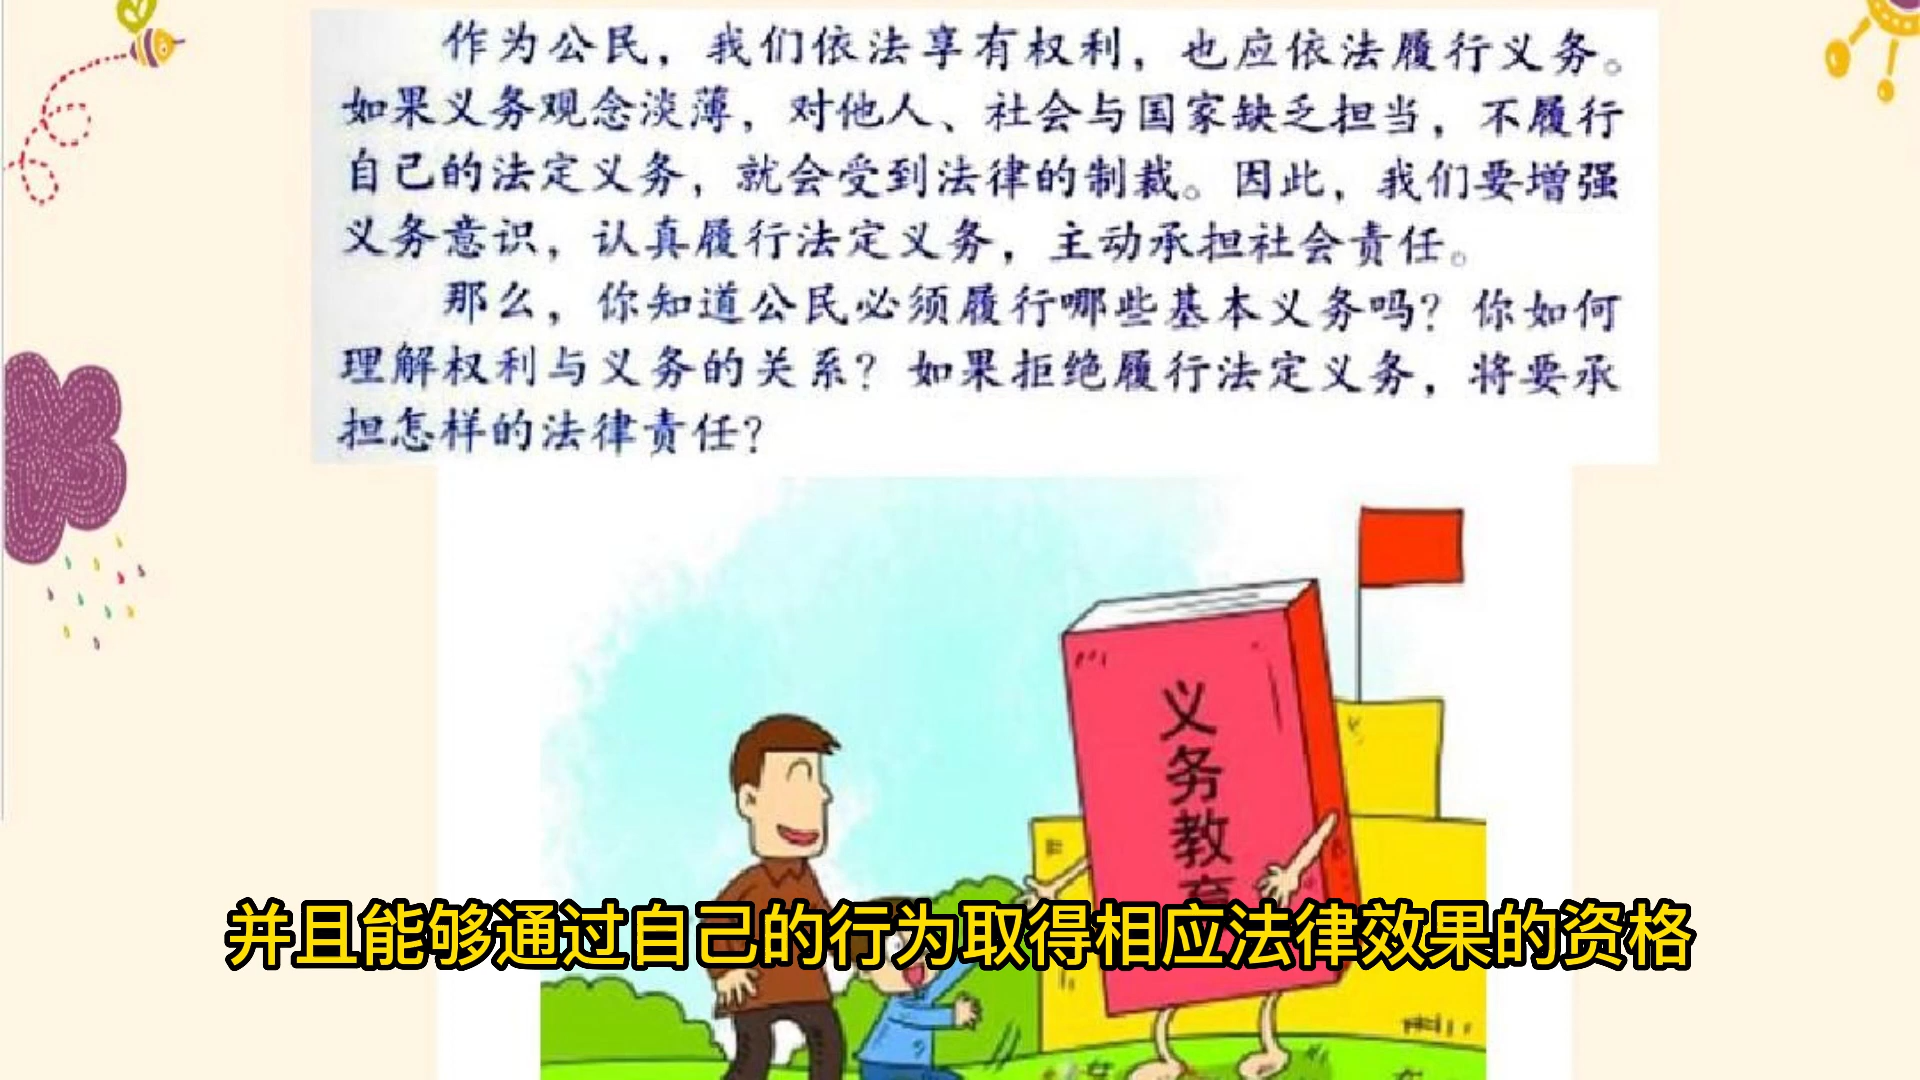 作为公民，我们依法享有权利，也应依法履行义务。
如果义务观念淡薄，对他人、社会与国家缺乏担当，不履行
自己的法定义务，就会受到法律的制裁。因此，我们要增强
义务意识，认真履行法定义务，主动承担社会责任。
那么，你知道公民必须履行哪些基本义务吗？你如何
理解权利与义务的关系？如果拒绝履行法定义务，将要承
担怎样的法律责任？
义务教育
并且能够通过自己的行为取得相应法律效果的资格